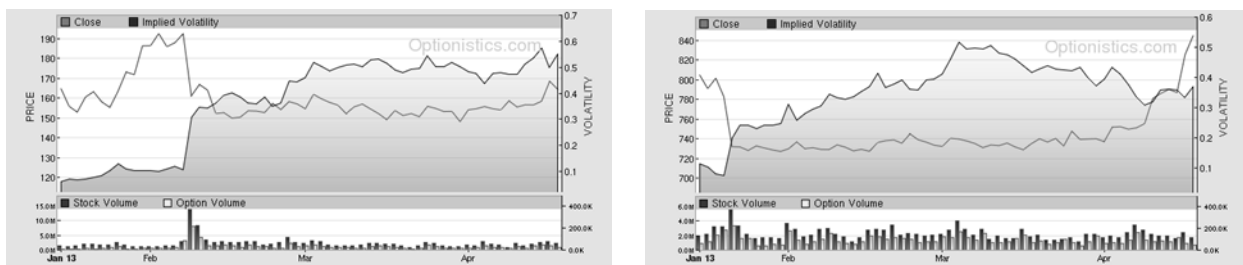 Close Implied Volatility
Optionistics.com
PRICE
190
180
170
160
150
140
130
120
VOLATILITY
0.7
0.6
0.5
0.4
0.3
0.2
0.1
Stock Volume Option Volume
15.0M
10.0M
5.0M
0.0M
400.0K
200.0K
0.0K
Jan 13 Feb Mar Apr
Close Implied Volatility
Optionistics.com
PRICE
840
820
800
780
760
740
720
700
VOLATILITY
0.6
0.5
0.4
0.3
0.2
0.1
Stock Volume Option Volume
6.0M
4.0M
2.0M
0.0M
400.0K
200.0K
0.0K
Jan 13 Feb Mar Apr